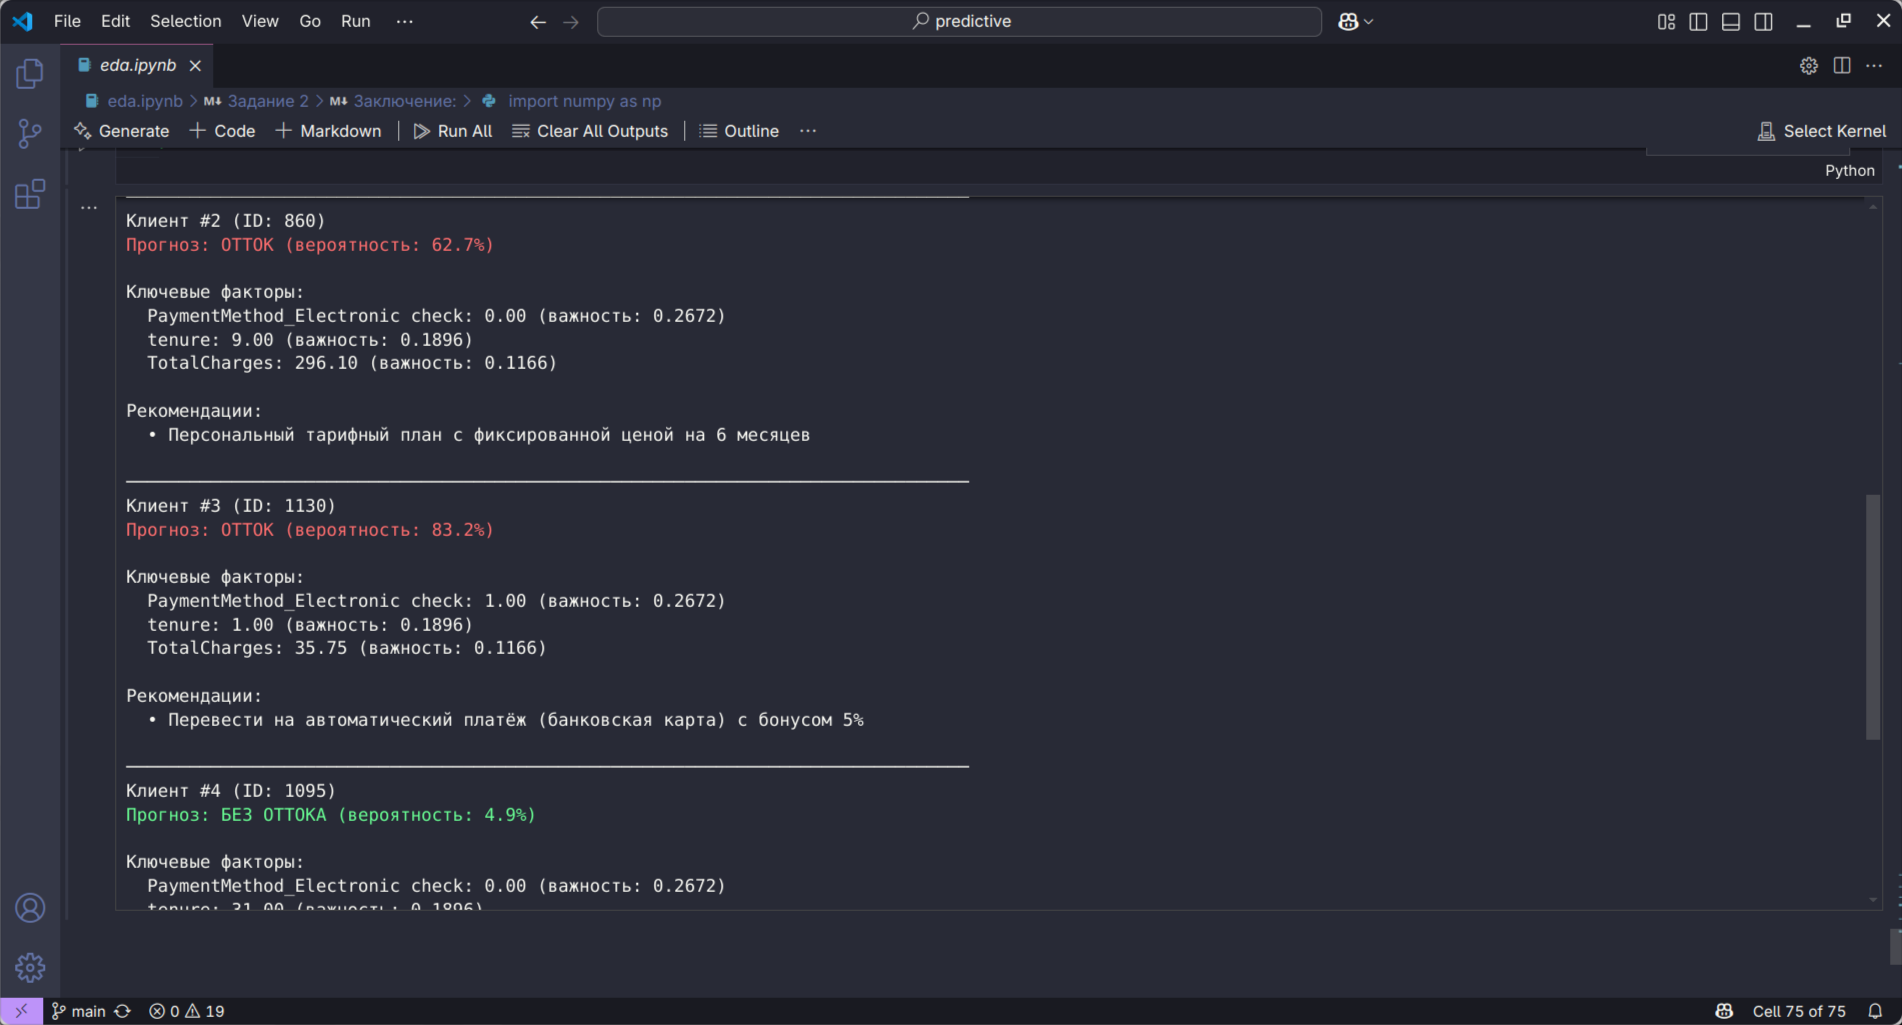 File Edit Selection View Go Run ···
predictive
eda.ipynb
eda.ipynb > M↓ Задание 2 > M↓ Заключение: > import numpy as np
Generate + Code + Markdown Run All Clear All Outputs Outline ···
Select Kernel
Python
...
Клиент #2 (ID: 860)
Прогноз: ОТТОК (вероятность: 62.7%)
Ключевые факторы:
PaymentMethod_Electronic check: 0.00 (важность: 0.2672)
tenure: 9.00 (важность: 0.1896)
TotalCharges: 296.10 (важность: 0.1166)
Рекомендации:
• Персональный тарифный план с фиксированной ценой на 6 месяцев
Клиент #3 (ID: 1130)
Прогноз: ОТТОК (вероятность: 83.2%)
Ключевые факторы:
PaymentMethod_Electronic check: 1.00 (важность: 0.2672)
tenure: 1.00 (важность: 0.1896)
TotalCharges: 35.75 (важность: 0.1166)
Рекомендации:
• Перевести на автоматический платёж (банковская карта) с бонусом 5%
Клиент #4 (ID: 1095)
Прогноз: БЕЗ ОТТОКА (вероятность: 4.9%)
Ключевые факторы:
PaymentMethod_Electronic check: 0.00 (важность: 0.2672)
tenure: 31.00 (важность: 0.1896)
main 0 19
Cell 75 of 75